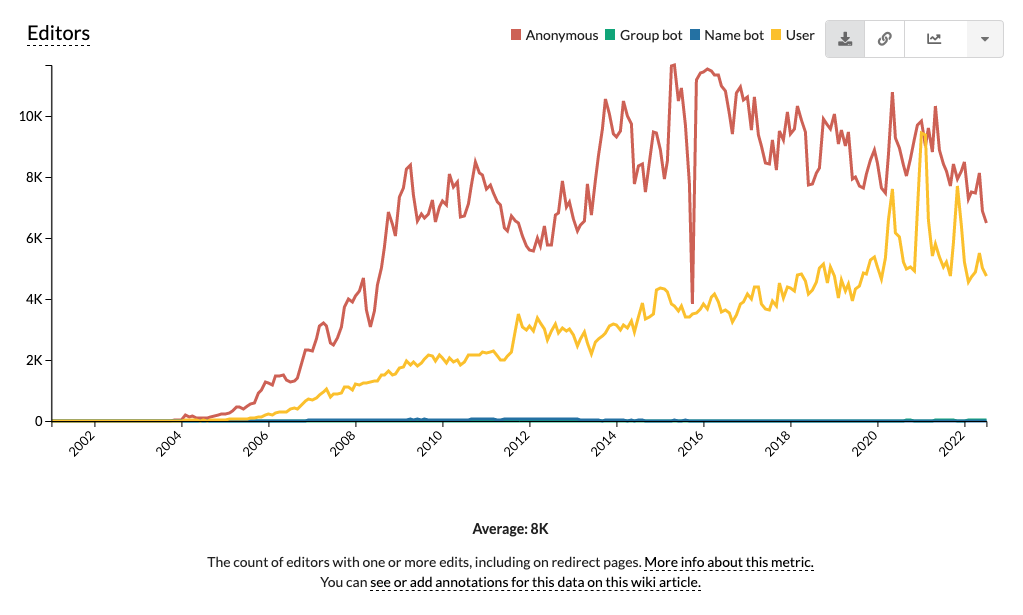 Editors
Anonymous Group bot Name bot User
10K
8K
6K
4K
2K
0
2002 2004 2006 2008 2010 2012 2014 2016 2018 2020 2022
Average: 8K
The count of editors with one or more edits, including on redirect pages. More info about this metric.
You can see or add annotations for this data on this wiki article.